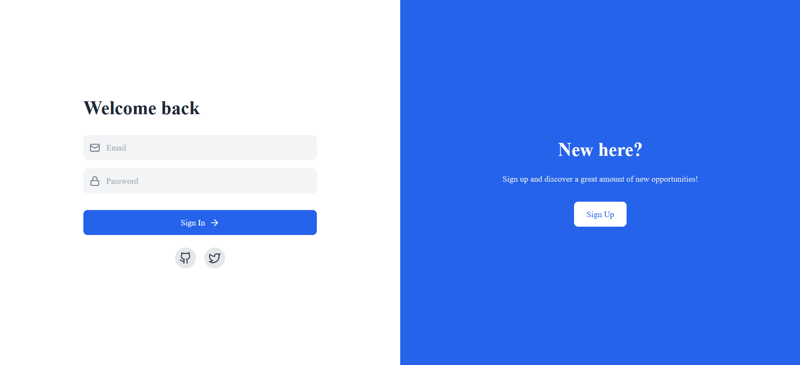 Welcome back
Email
Password
Sign In
New here?
Sign up and discover a great amount of new opportunities!
Sign Up